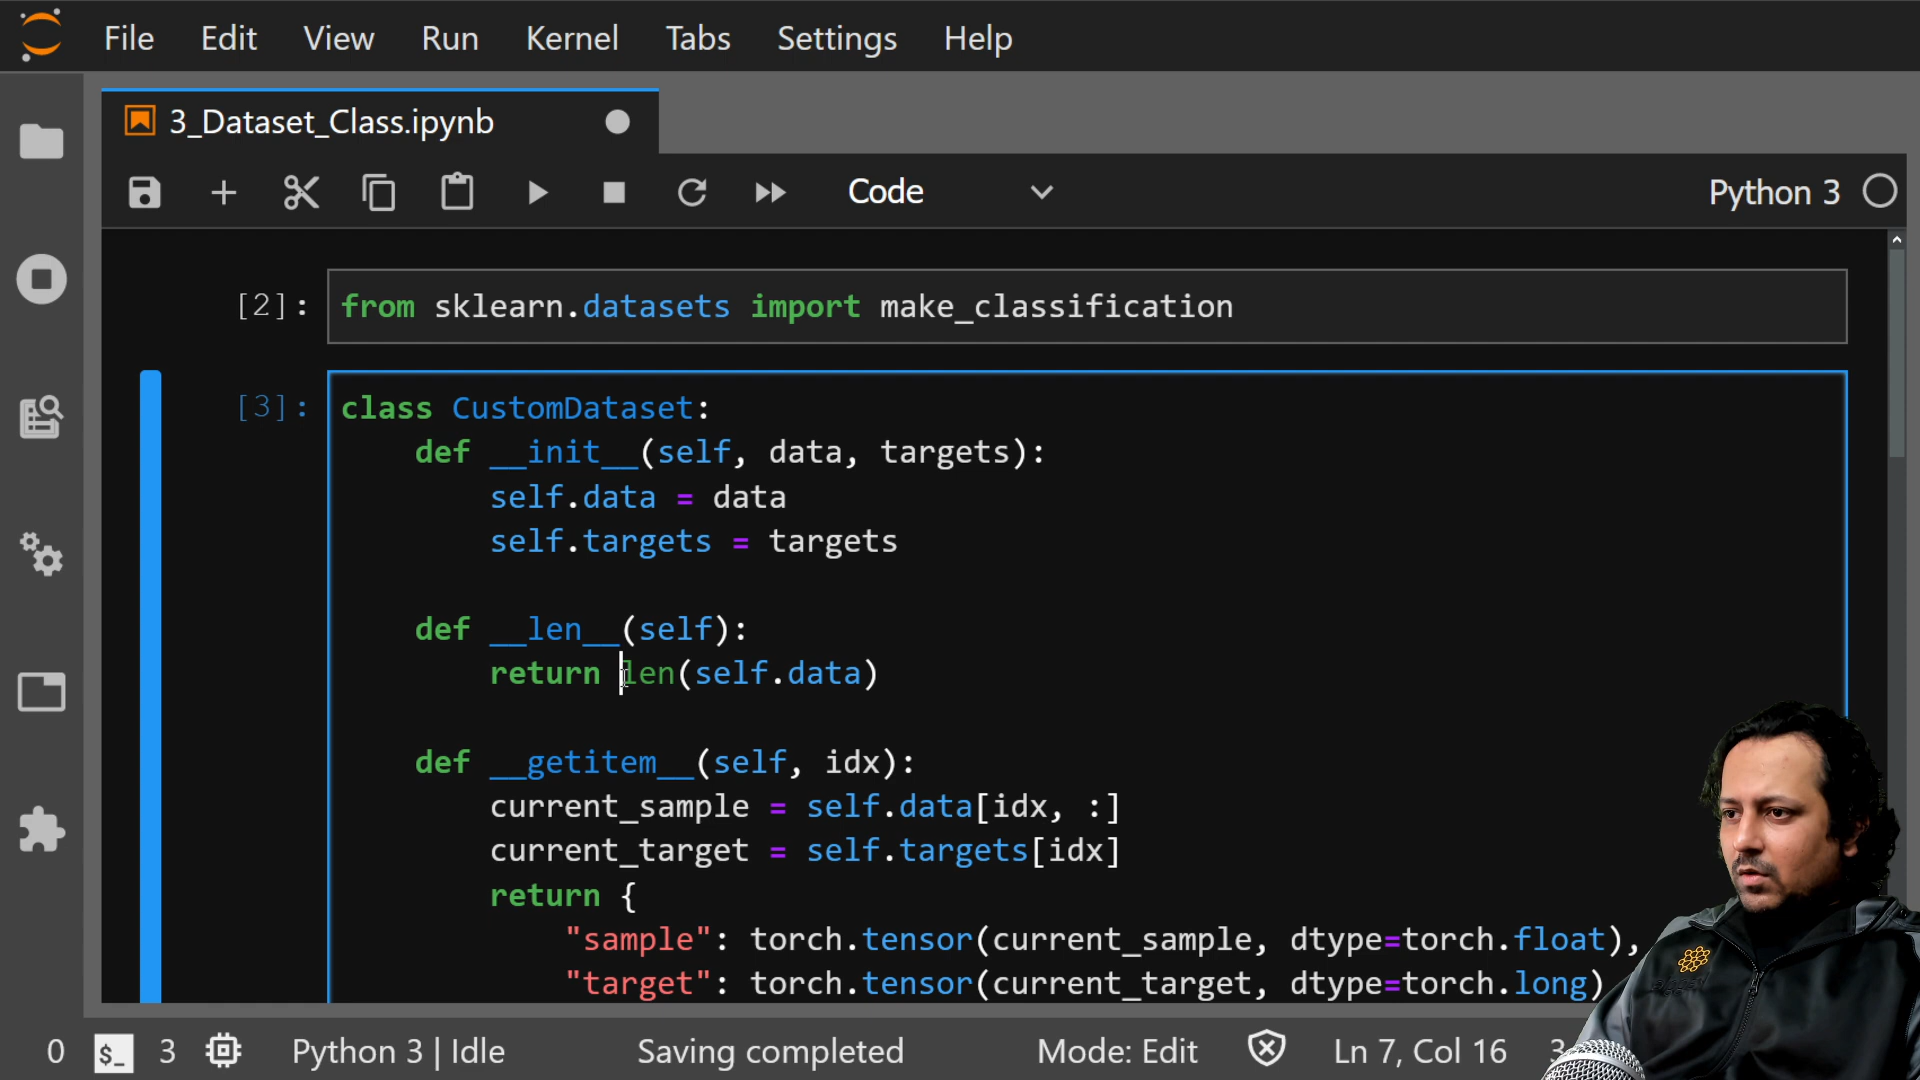 File Edit View Run Kernel Tabs Settings Help
3_Dataset_Class.ipynb
Code Python 3
[2]: from sklearn.datasets import make_classification
[3]: class CustomDataset:
    def __init__(self, data, targets):
        self.data = data
        self.targets = targets
    def __len__(self):
        return len(self.data)
    def __getitem__(self, idx):
        current_sample = self.data[idx, :]
        current_target = self.targets[idx]
        return {
            "sample": torch.tensor(current_sample, dtype=torch.float),
            "target": torch.tensor(current_target, dtype=torch.long)
0 $_ 3 Python 3 | Idle Saving completed Mode: Edit Ln 7, Col 16